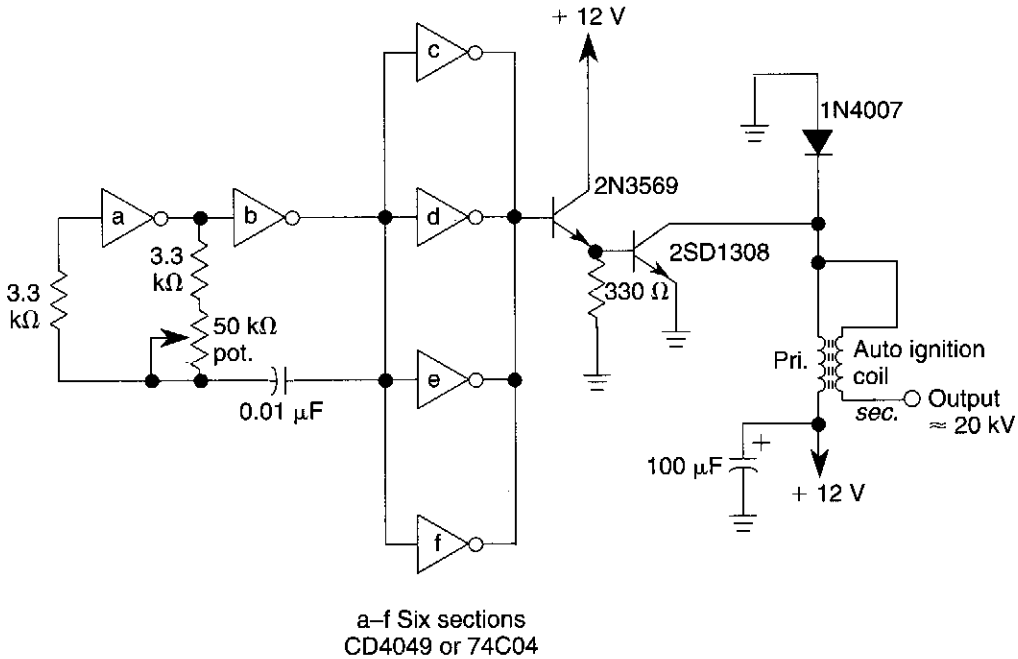 + 12 V
c
1N4007
2N3569
a
b
d
2SD1308
3.3
kΩ
3.3
kΩ
330 Ω
50 kΩ
pot.
Pri.
Auto ignition
coil
e
0.01 µF
sec.
Output
≈ 20 kV
+
100 µF
+ 12 V
f
a–f Six sections
CD4049 or 74C04